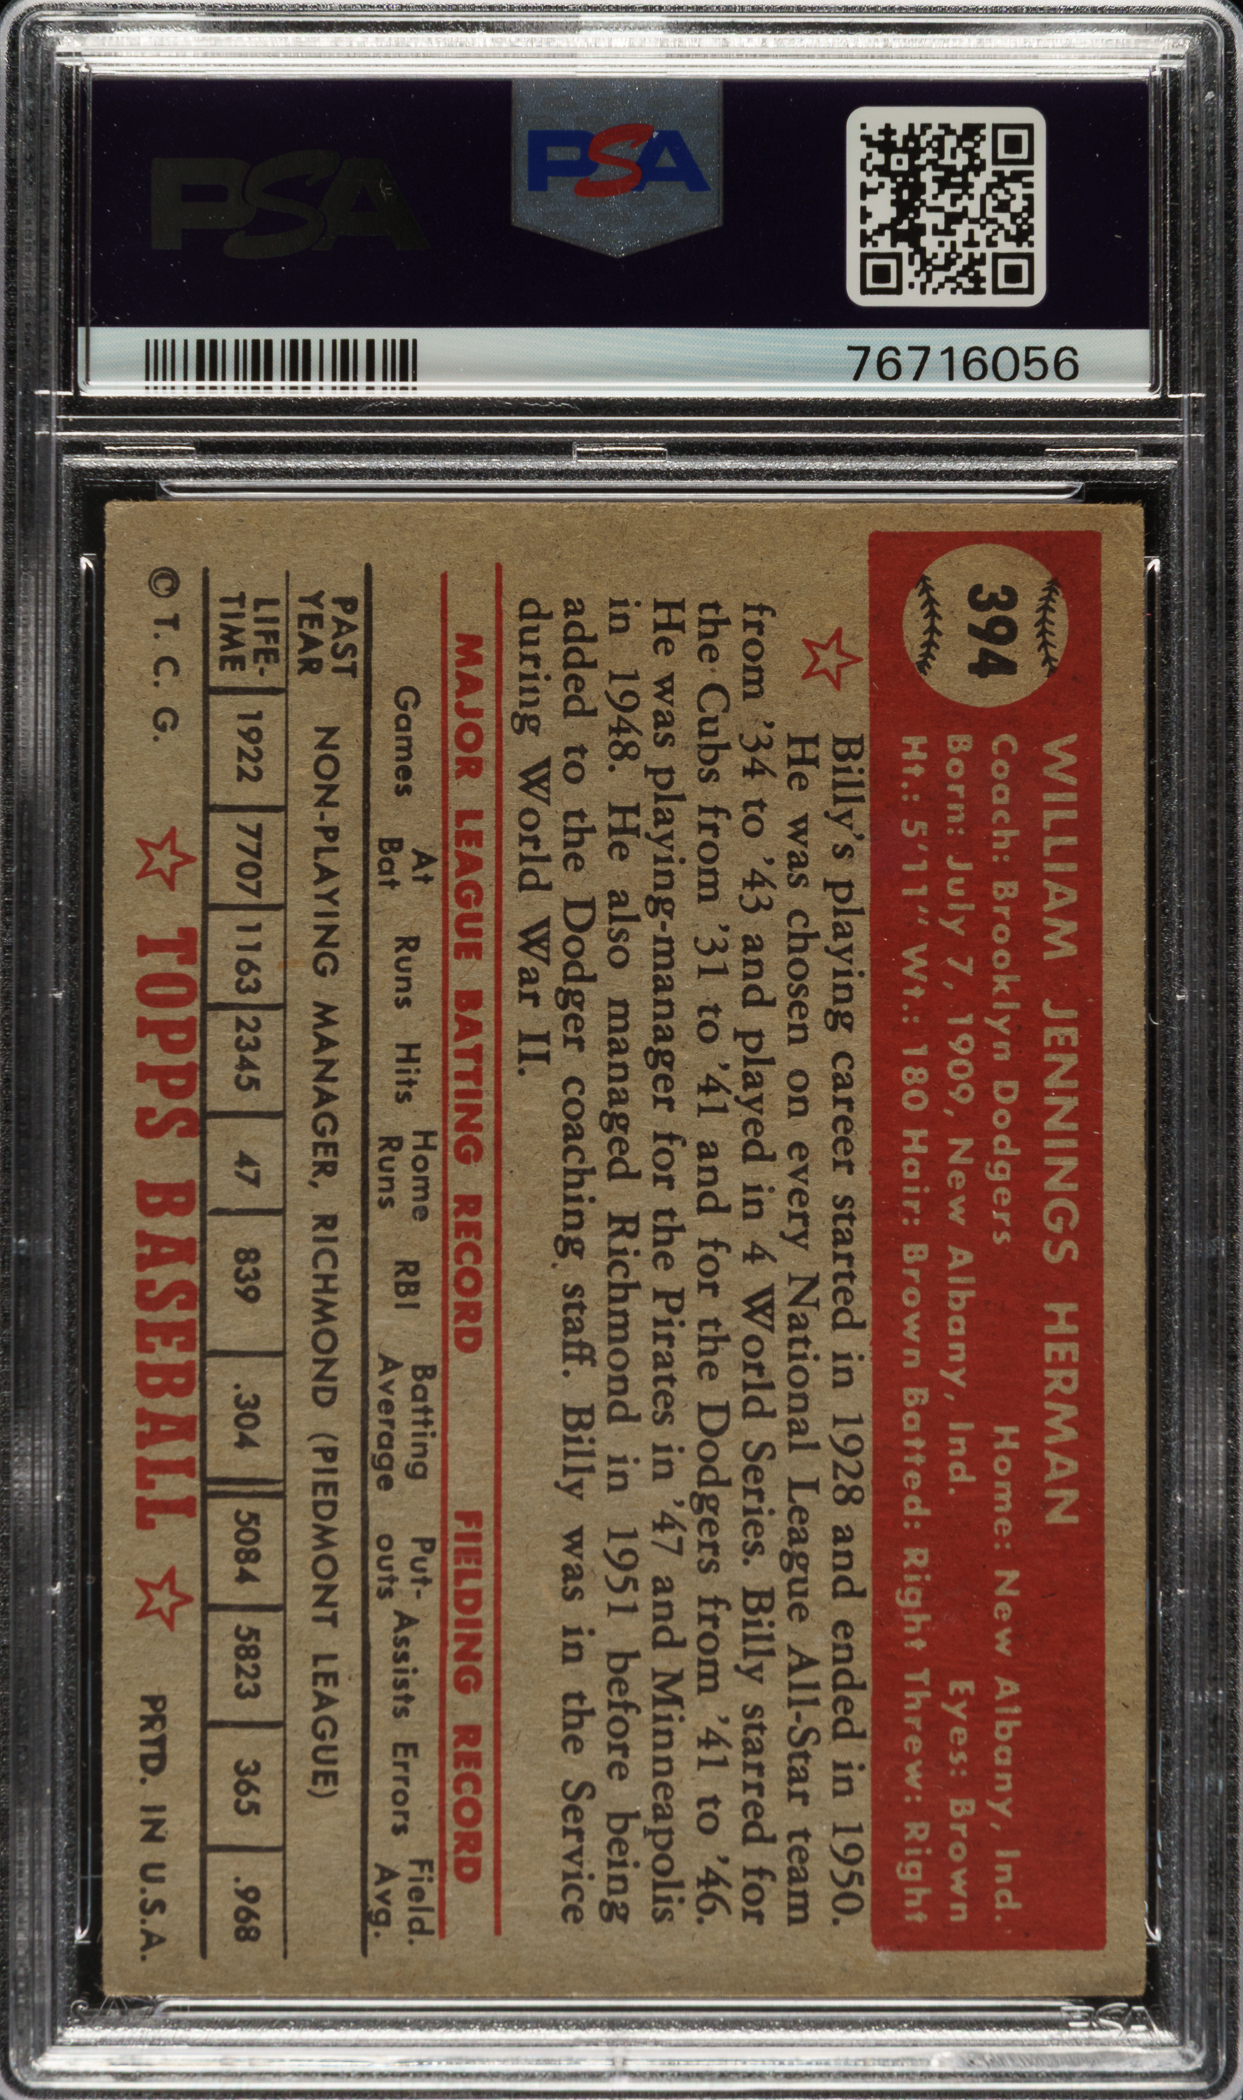 PSA
PSA
76716056
394
WILLIAM JENNINGS HERMAN
Coach: Brooklyn Dodgers Home: New Albany, Ind.
Born: July 7, 1909, New Albany, Ind. Eyes: Brown
Ht.: 5'11" Wt.: 180 Hair: Brown Batted: Right Threw: Right
Billy's playing career started in 1928 and ended in 1950.
He was chosen on every National League All-Star team
from '34 to '43 and played in 4 World Series. Billy starred for
the Cubs from '31 to '41 and for the Dodgers from '41 to '46.
He was playing-manager for the Pirates in '47 and Minneapolis
in 1948. He also managed Richmond in 1951 before being
added to the Dodger coaching staff. Billy was in the Service
during World War II.
MAJOR LEAGUE BATTING RECORD FIELDING RECORD
Games At Bat Runs Hits Home Runs RBI Batting Average Put-outs Assists Errors Field. Avg.
PAST YEAR NON-PLAYING MANAGER, RICHMOND (PIEDMONT LEAGUE)
LIFE-TIME 1922 7707 1163 2345 47 839 .304 5084 5823 365 .968
© T. C. G. TOPPS BASEBALL PRTD. IN U.S.A.
PSA